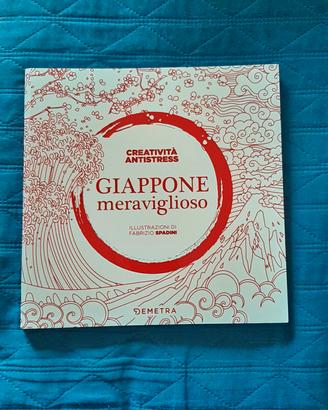 CREATIVITÀ
ANTISTRESS
GIAPPONE
meraviglioso
ILLUSTRAZIONI DI
FABRIZIO SPADINI
DEMETRA